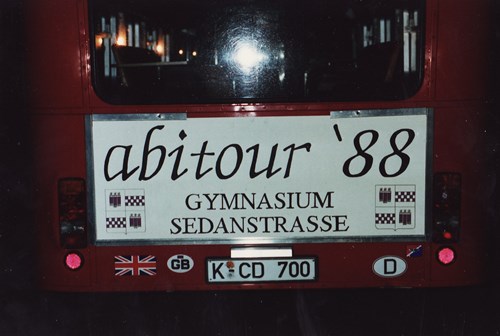 abitour '88
GYMNASIUM
SEDANSTRASSE
GB
K CD 700
D